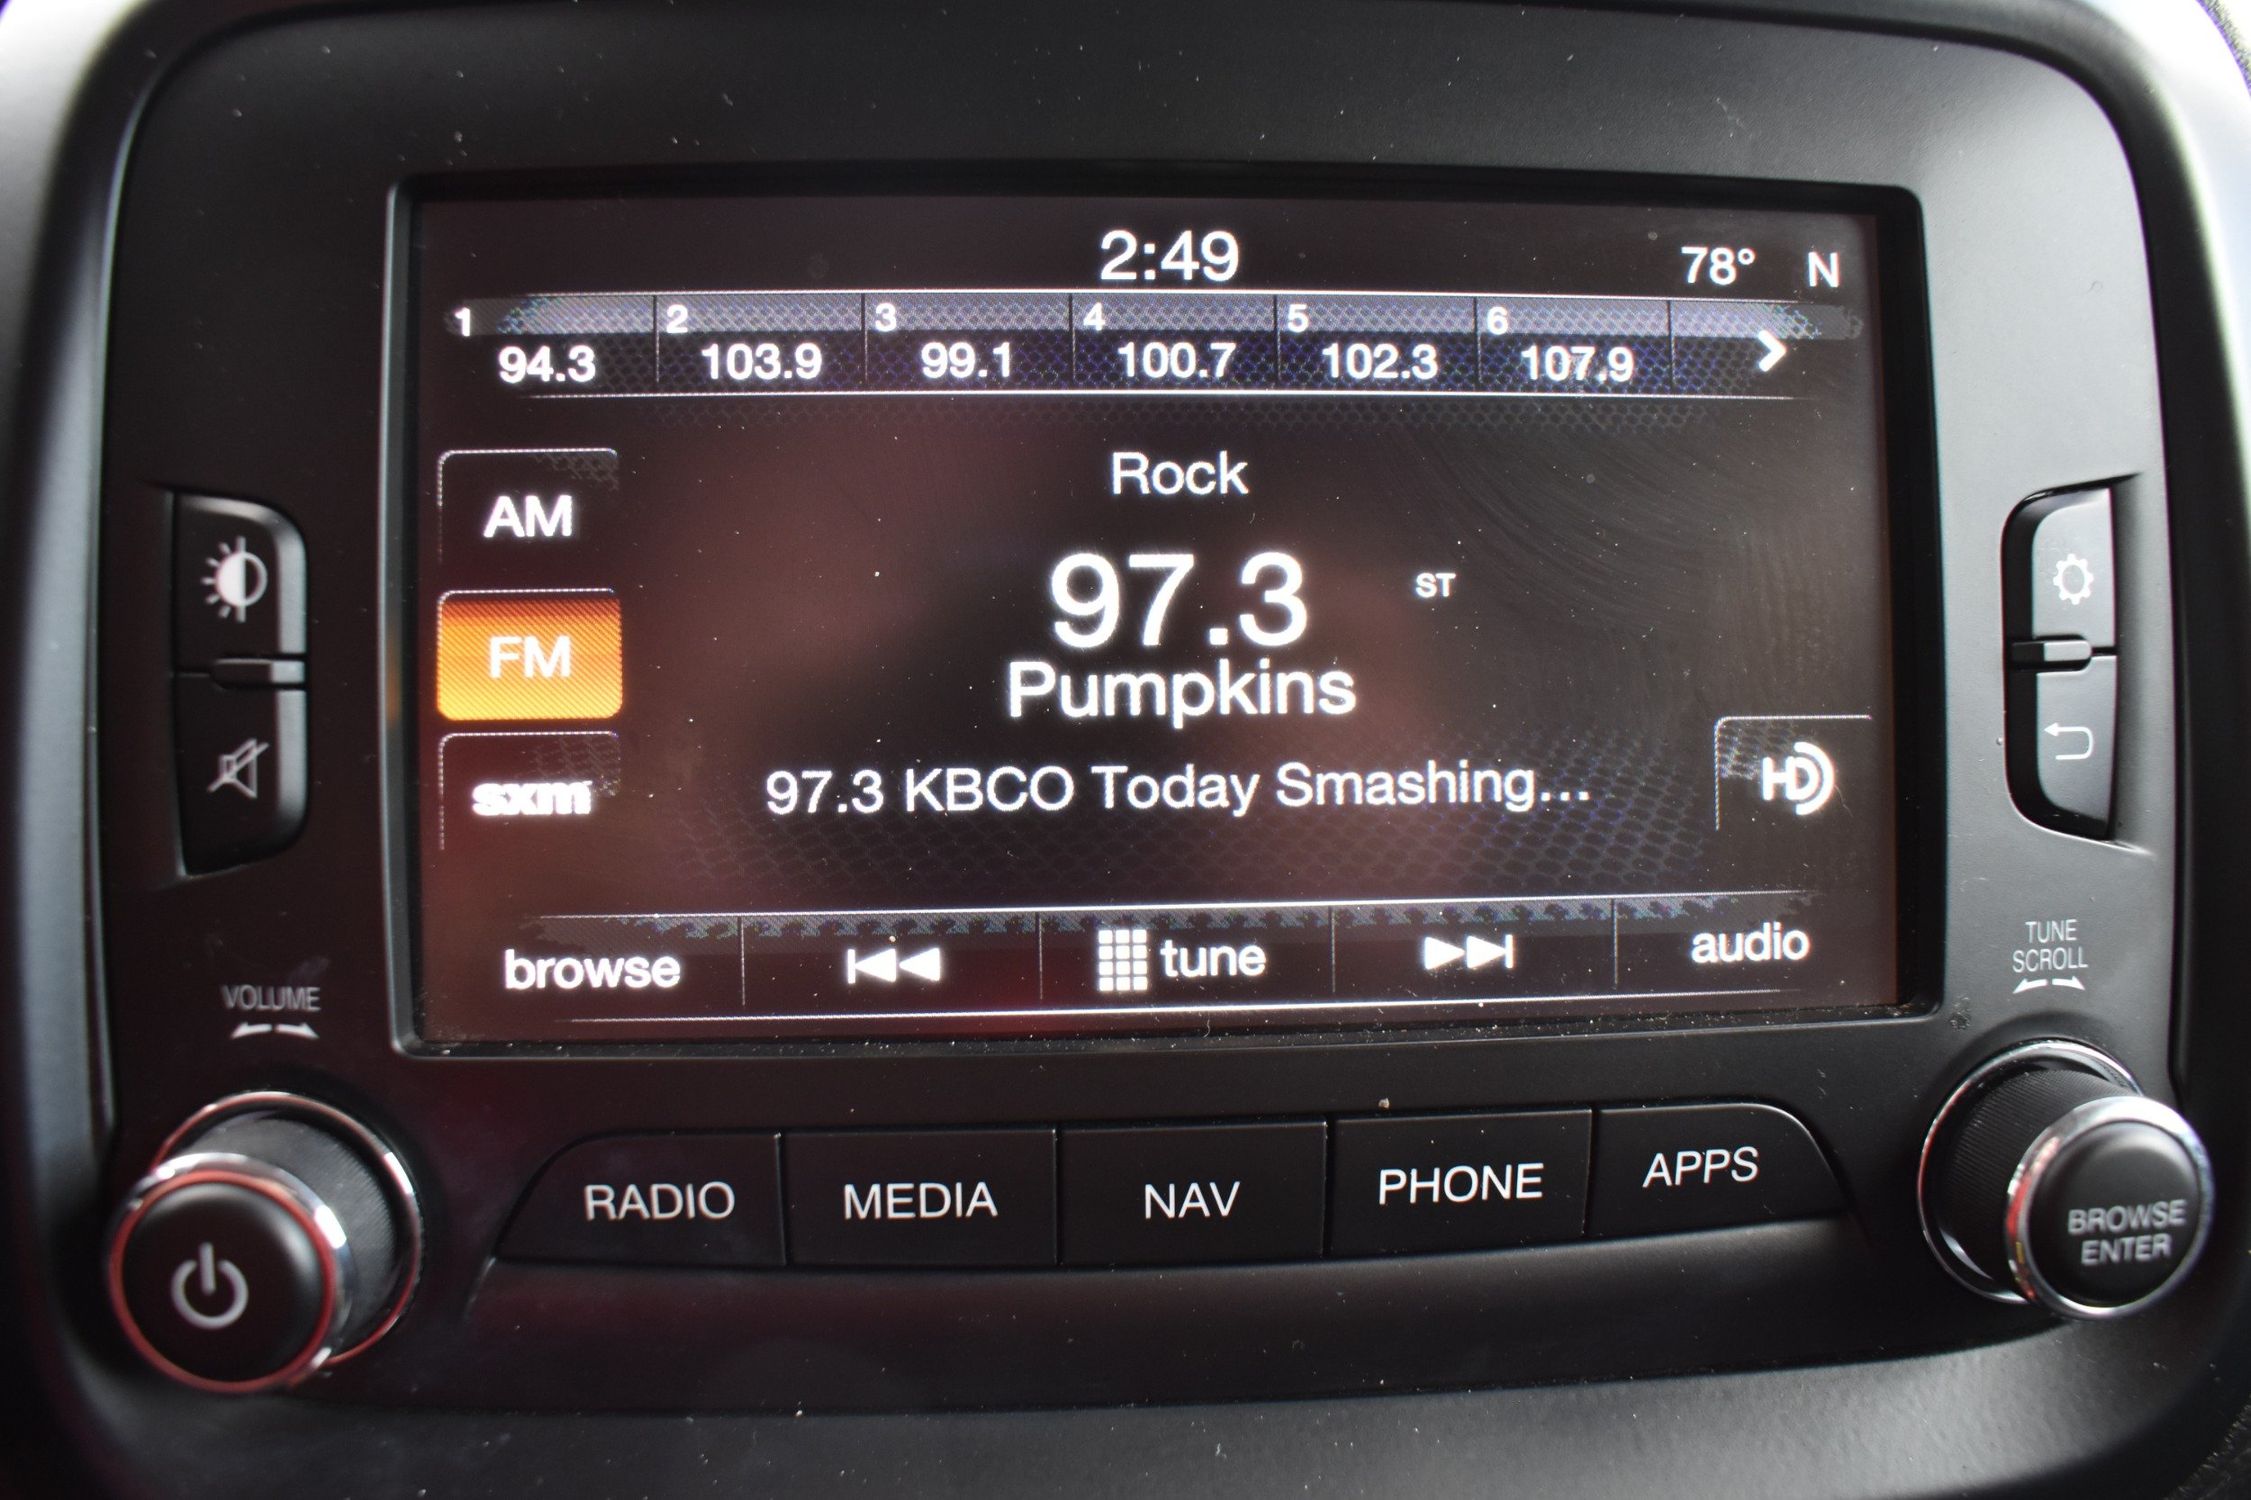 2:49
78° N
1 2 3 4 5 6
94.3 103.9 99.1 100.7 102.3 107.9
Rock
AM
97.3 ST
FM
Pumpkins
97.3 KBCO Today Smashing...
sxm
HD
browse tune audio
VOLUME
TUNE
SCROLL
RADIO MEDIA NAV PHONE APPS
BROWSE
ENTER